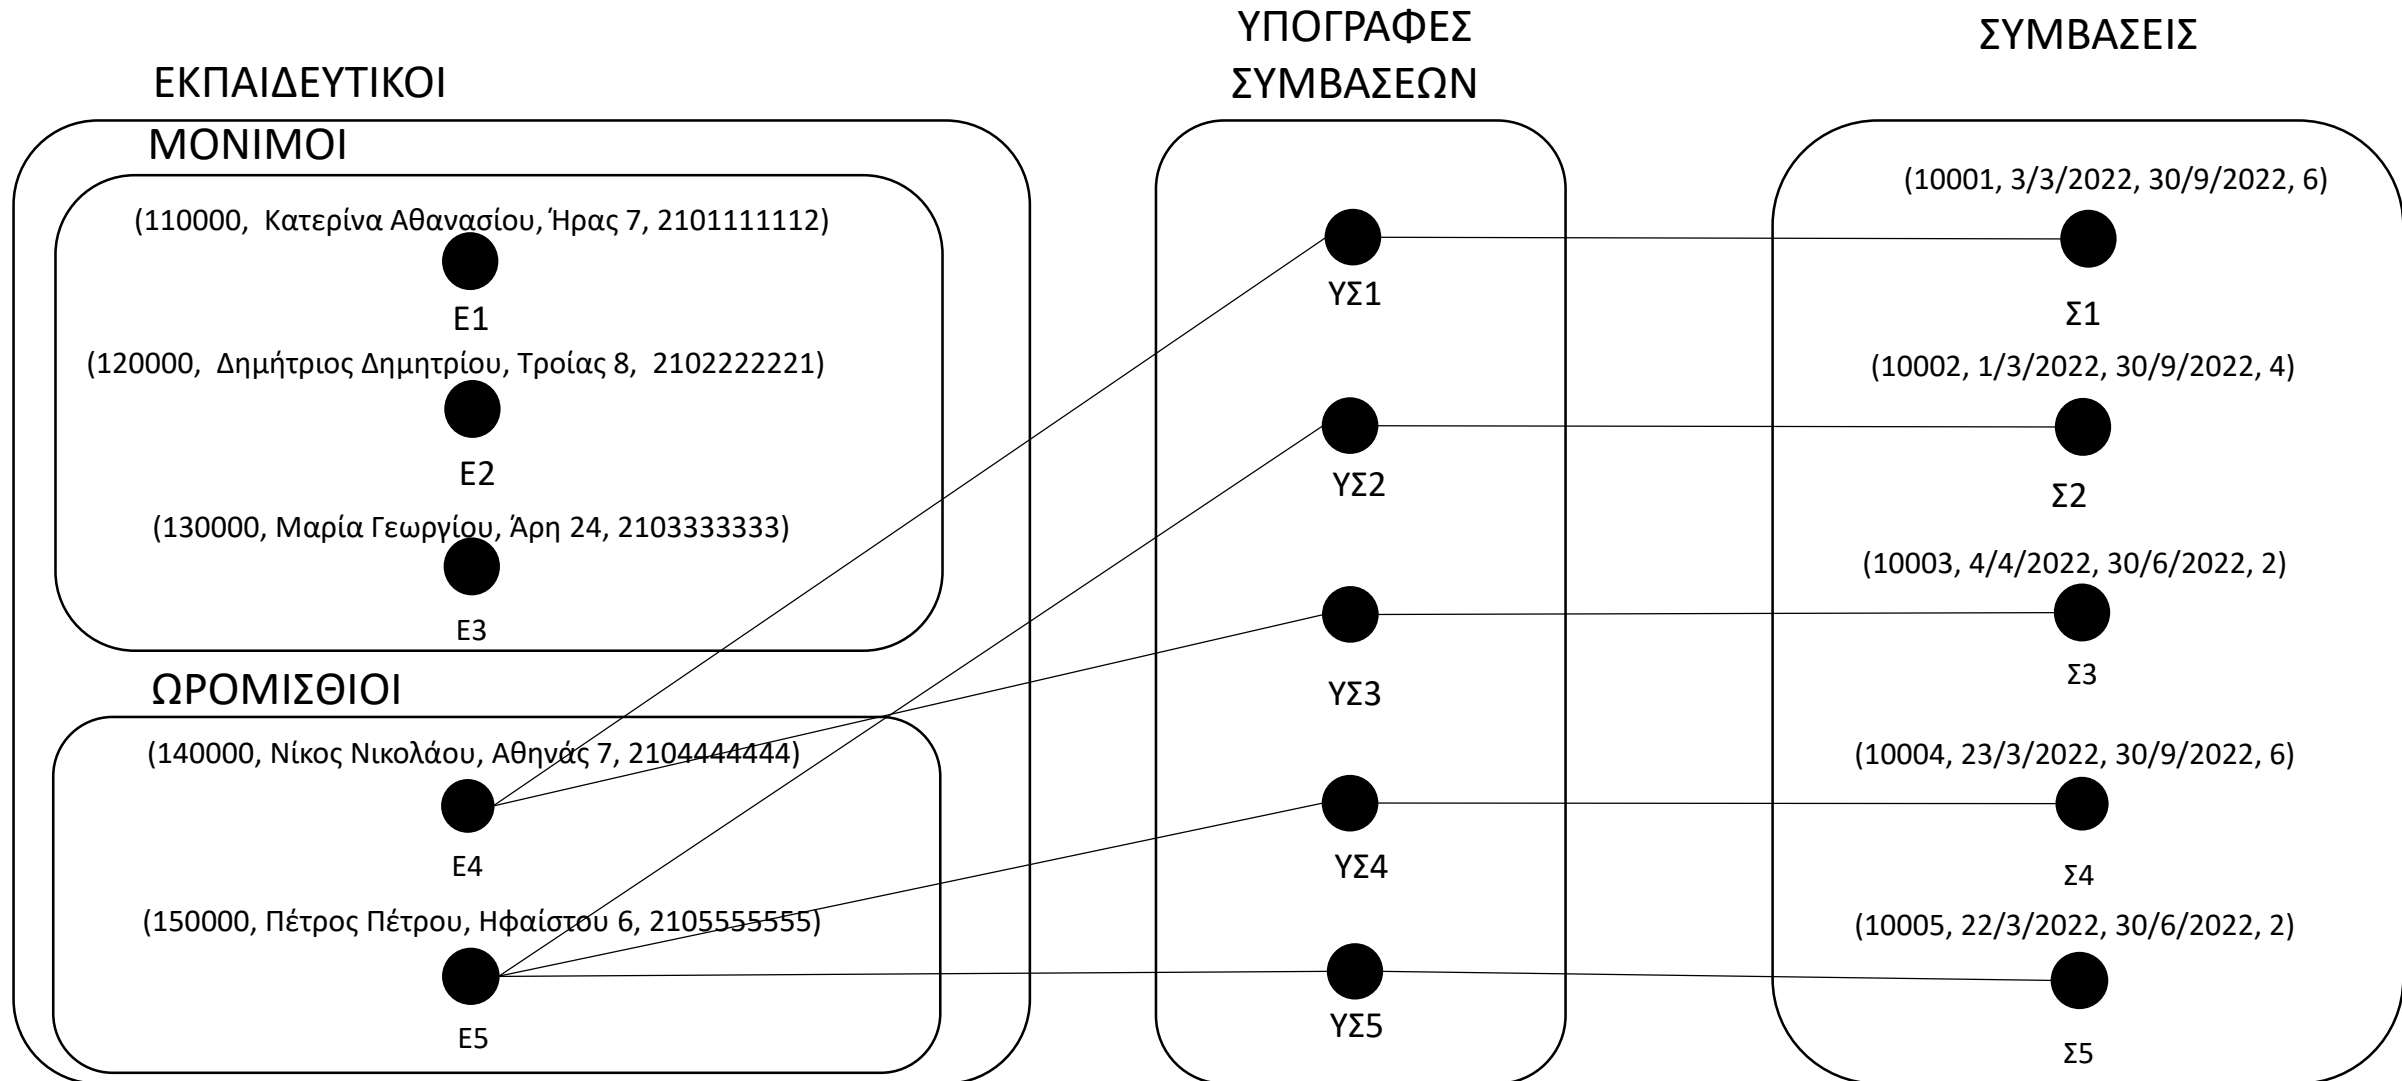 ΕΚΠΑΙΔΕΥΤΙΚΟΙ
ΜΟΝΙΜΟΙ
(110000,  Κατερίνα Αθανασίου, Ήρας 7, 2101111112)
Ε1
(120000,  Δημήτριος Δημητρίου, Τροίας 8,  2102222221)
Ε2
(130000, Μαρία Γεωργίου, Άρη 24, 2103333333)
Ε3
ΩΡΟΜΙΣΘΙΟΙ
(140000, Νίκος Νικολάου, Αθηνάς 7, 2104444444)
Ε4
(150000, Πέτρος Πέτρου, Ηφαίστου 6, 2105555555)
Ε5
ΥΠΟΓΡΑΦΕΣ
ΣΥΜΒΑΣΕΩΝ
ΥΣ1
ΥΣ2
ΥΣ3
ΥΣ4
ΥΣ5
ΣΥΜΒΑΣΕΙΣ
(10001, 3/3/2022, 30/9/2022, 6)
Σ1
(10002, 1/3/2022, 30/9/2022, 4)
Σ2
(10003, 4/4/2022, 30/6/2022, 2)
Σ3
(10004, 23/3/2022, 30/9/2022, 6)
Σ4
(10005, 22/3/2022, 30/6/2022, 2)
Σ5